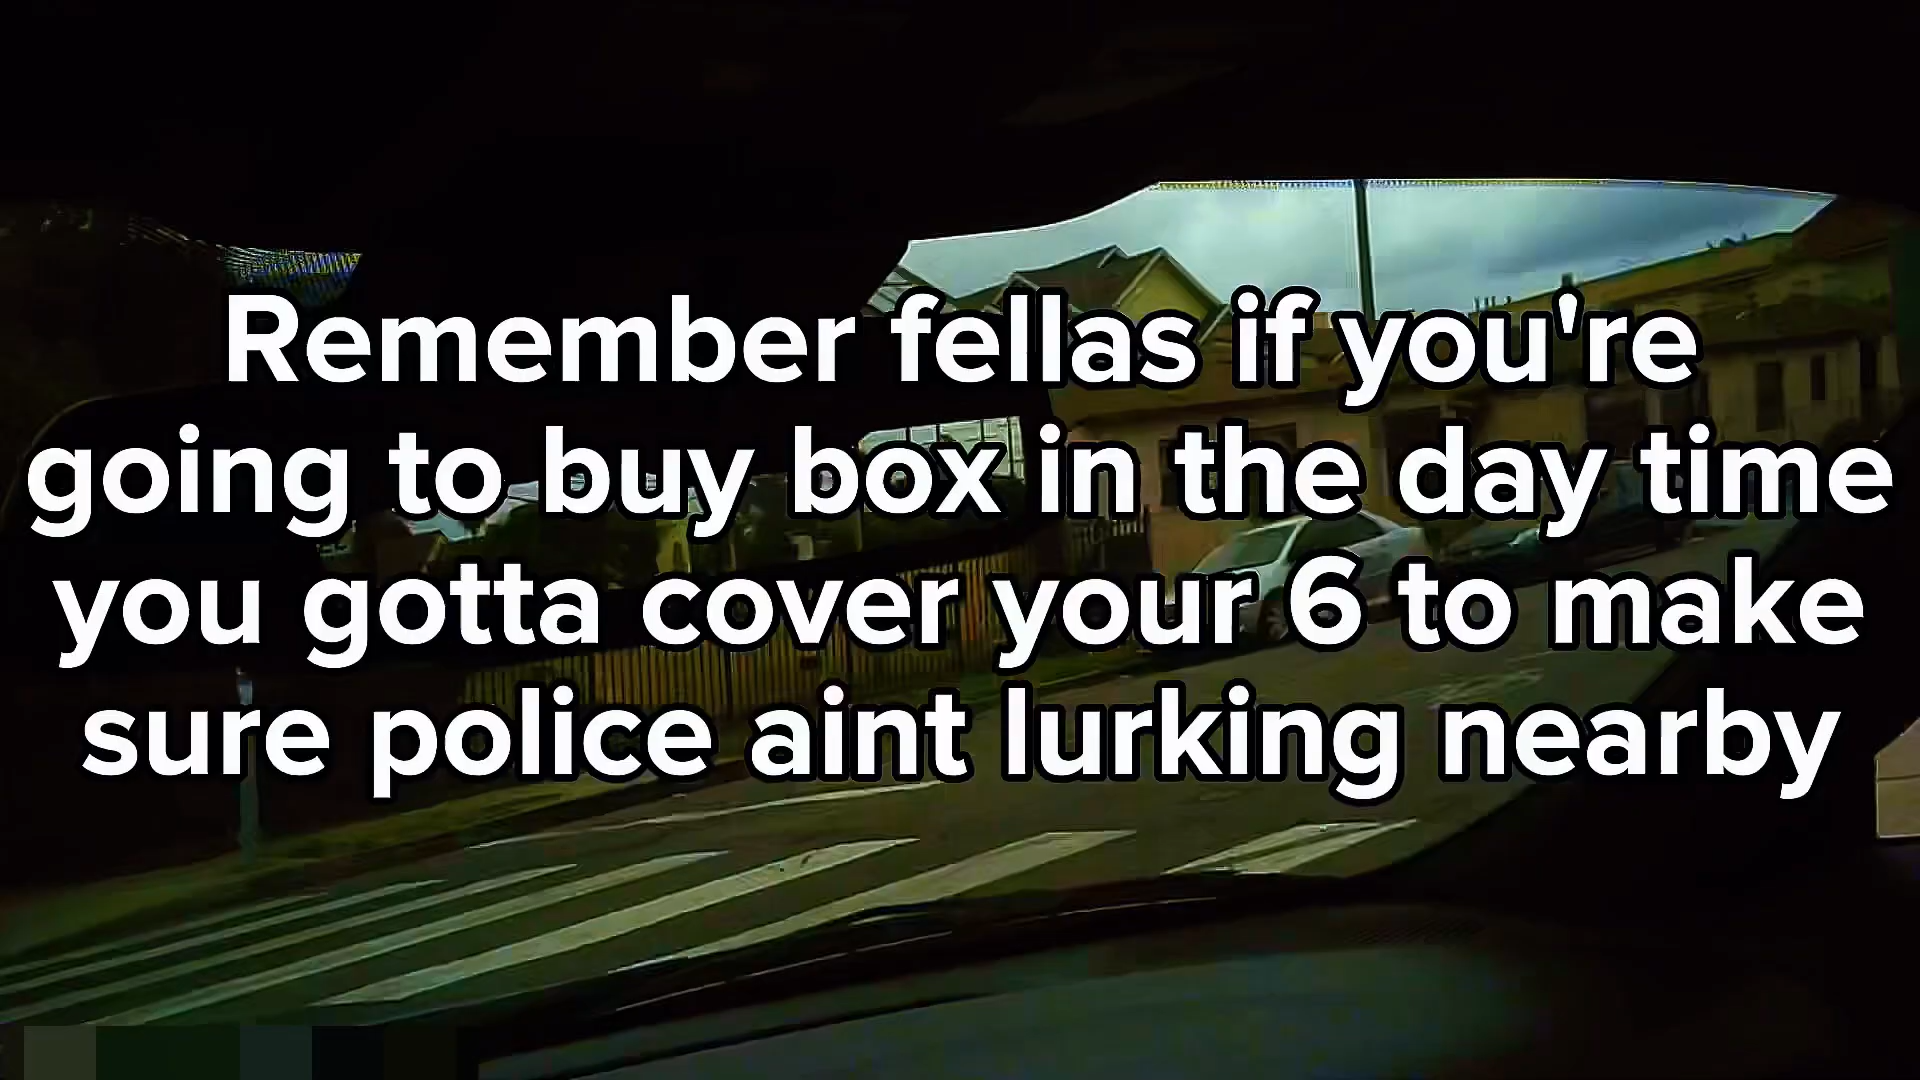 Remember fellas if you're
going to buy box in the day time
you gotta cover your 6 to make
sure police aint lurking nearby